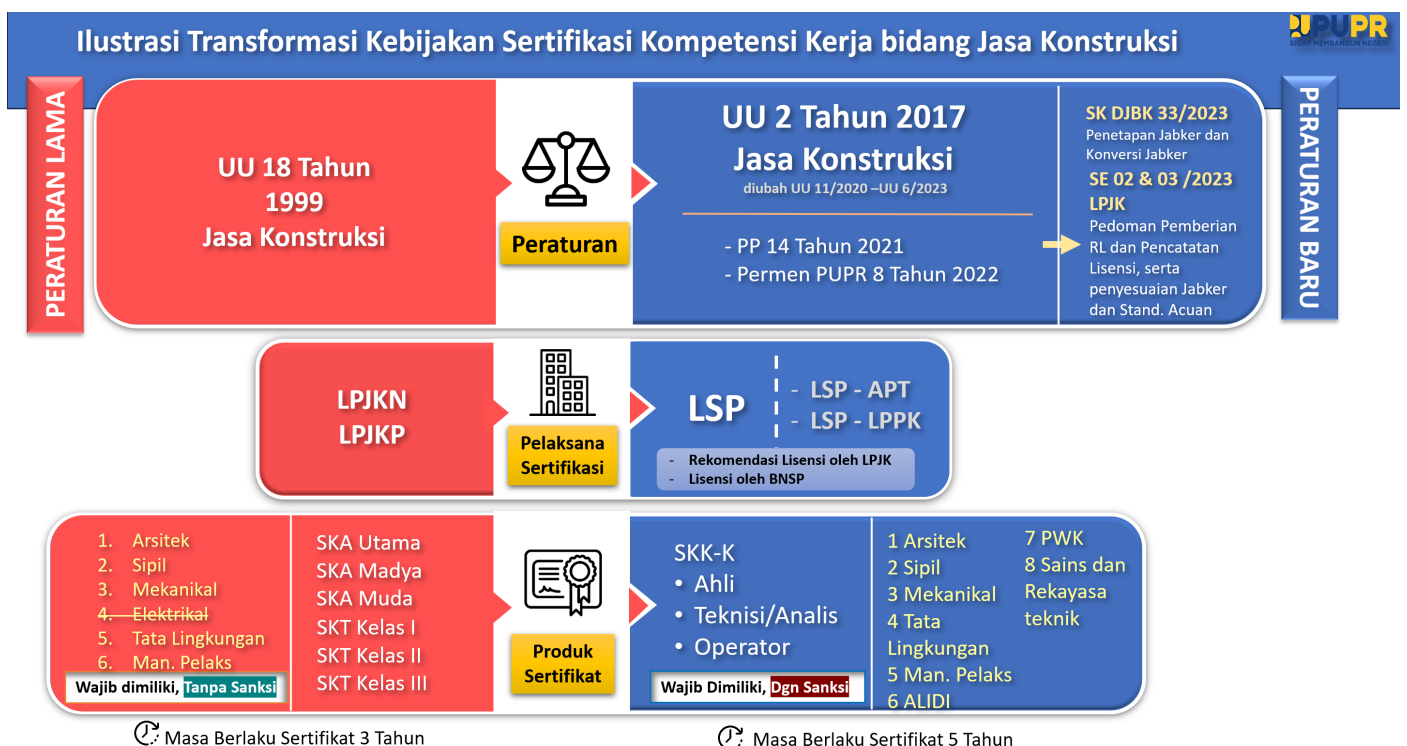 Ilustrasi Transformasi Kebijakan Sertifikasi Kompetensi Kerja bidang Jasa Konstruksi
PUPR
SIGAP MEMBANGUN NEGERI
PERATURAN LAMA
UU 18 Tahun
1999
Jasa Konstruksi
Peraturan
UU 2 Tahun 2017
Jasa Konstruksi
diubah UU 11/2020 –UU 6/2023
- PP 14 Tahun 2021
- Permen PUPR 8 Tahun 2022
SK DJBK 33/2023
Penetapan Jabker dan
Konversi Jabker
SE 02 & 03 /2023
LPJK
Pedoman Pemberian
RL dan Pencatatan
Lisensi, serta
penyesuaian Jabker
dan Stand. Acuan
PERATURAN BARU
LPJKN
LPJKP
Pelaksana
Sertifikasi
LSP
- LSP - APT
- LSP - LPPK
- Rekomendasi Lisensi oleh LPJK
- Lisensi oleh BNSP
1. Arsitek
2. Sipil
3. Mekanikal
4. Elektrikal
5. Tata Lingkungan
6. Man. Pelaks
Wajib dimiliki, Tanpa Sanksi
SKA Utama
SKA Madya
SKA Muda
SKT Kelas I
SKT Kelas II
SKT Kelas III
Produk
Sertifikat
SKK-K
• Ahli
• Teknisi/Analis
• Operator
Wajib Dimiliki, Dgn Sanksi
1 Arsitek
2 Sipil
3 Mekanikal
4 Tata
Lingkungan
5 Man. Pelaks
6 ALIDI
7 PWK
8 Sains dan
Rekayasa
teknik
Masa Berlaku Sertifikat 3 Tahun
Masa Berlaku Sertifikat 5 Tahun